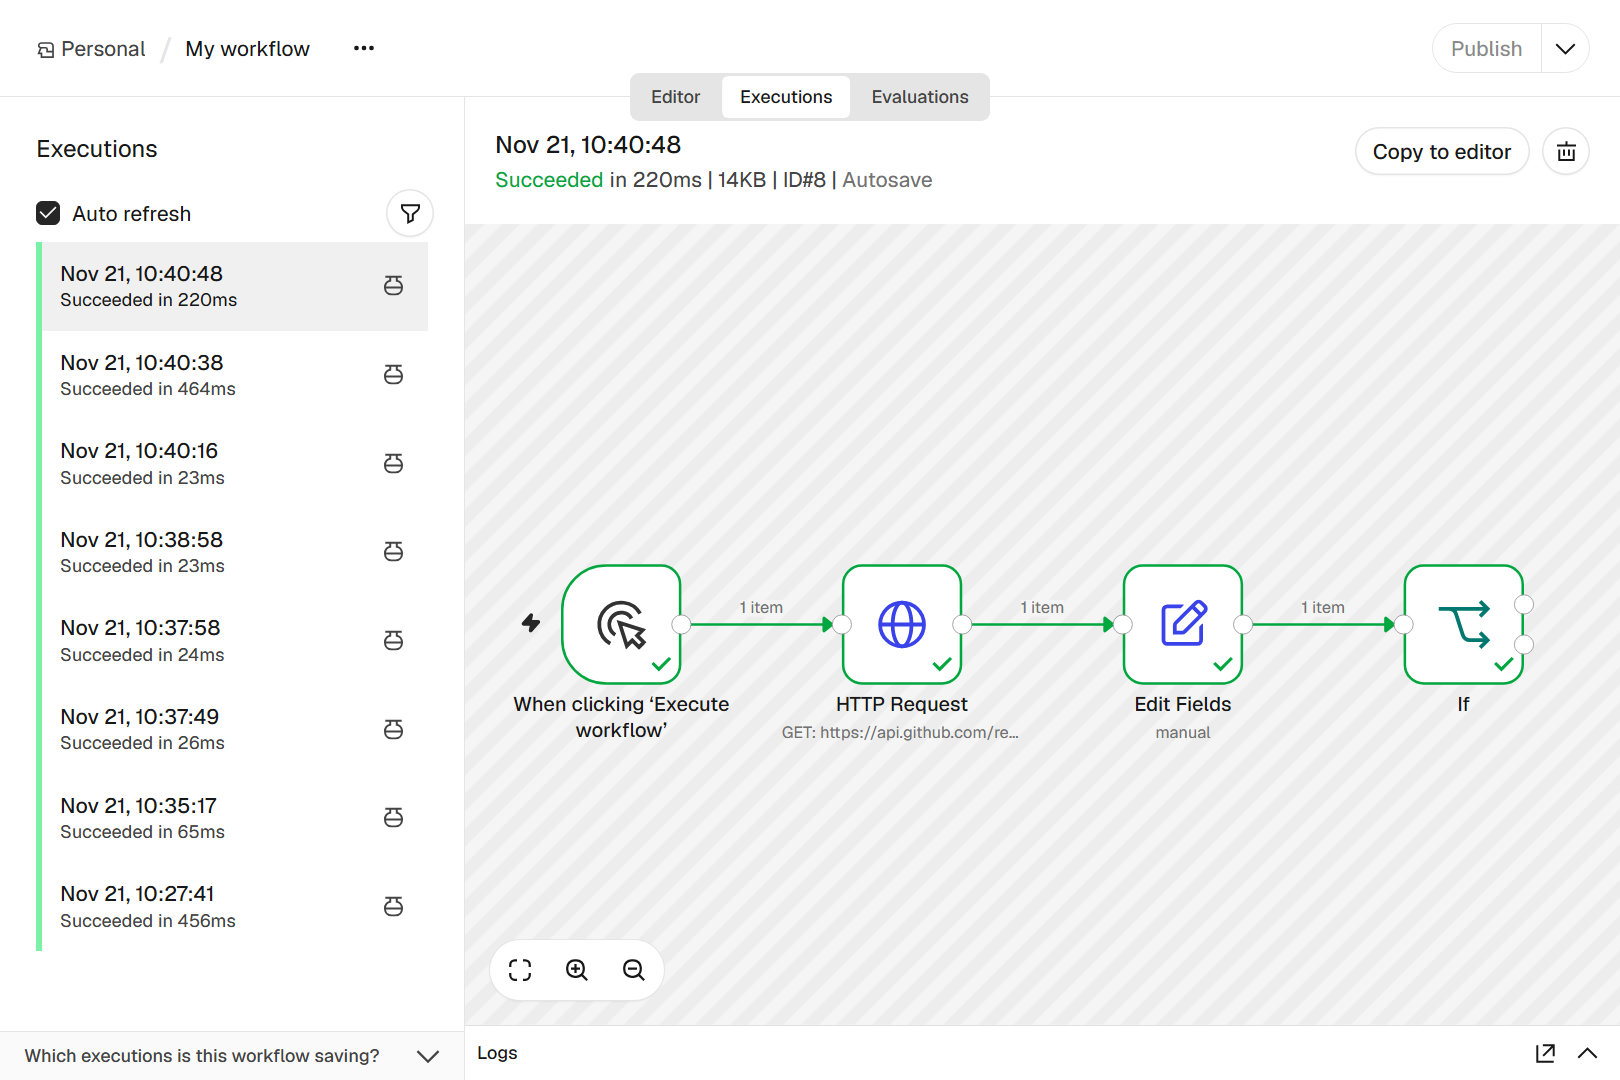 Personal / My workflow
Publish
Editor
Executions
Evaluations
Executions
Auto refresh
Nov 21, 10:40:48
Succeeded in 220ms
Nov 21, 10:40:38
Succeeded in 464ms
Nov 21, 10:40:16
Succeeded in 23ms
Nov 21, 10:38:58
Succeeded in 23ms
Nov 21, 10:37:58
Succeeded in 24ms
Nov 21, 10:37:49
Succeeded in 26ms
Nov 21, 10:35:17
Succeeded in 65ms
Nov 21, 10:27:41
Succeeded in 456ms
Which executions is this workflow saving?
Nov 21, 10:40:48
Succeeded in 220ms | 14KB | ID#8 | Autosave
Copy to editor
1 item
1 item
1 item
When clicking ‘Execute
workflow’
HTTP Request
GET: https://api.github.com/re...
Edit Fields
manual
If
Logs